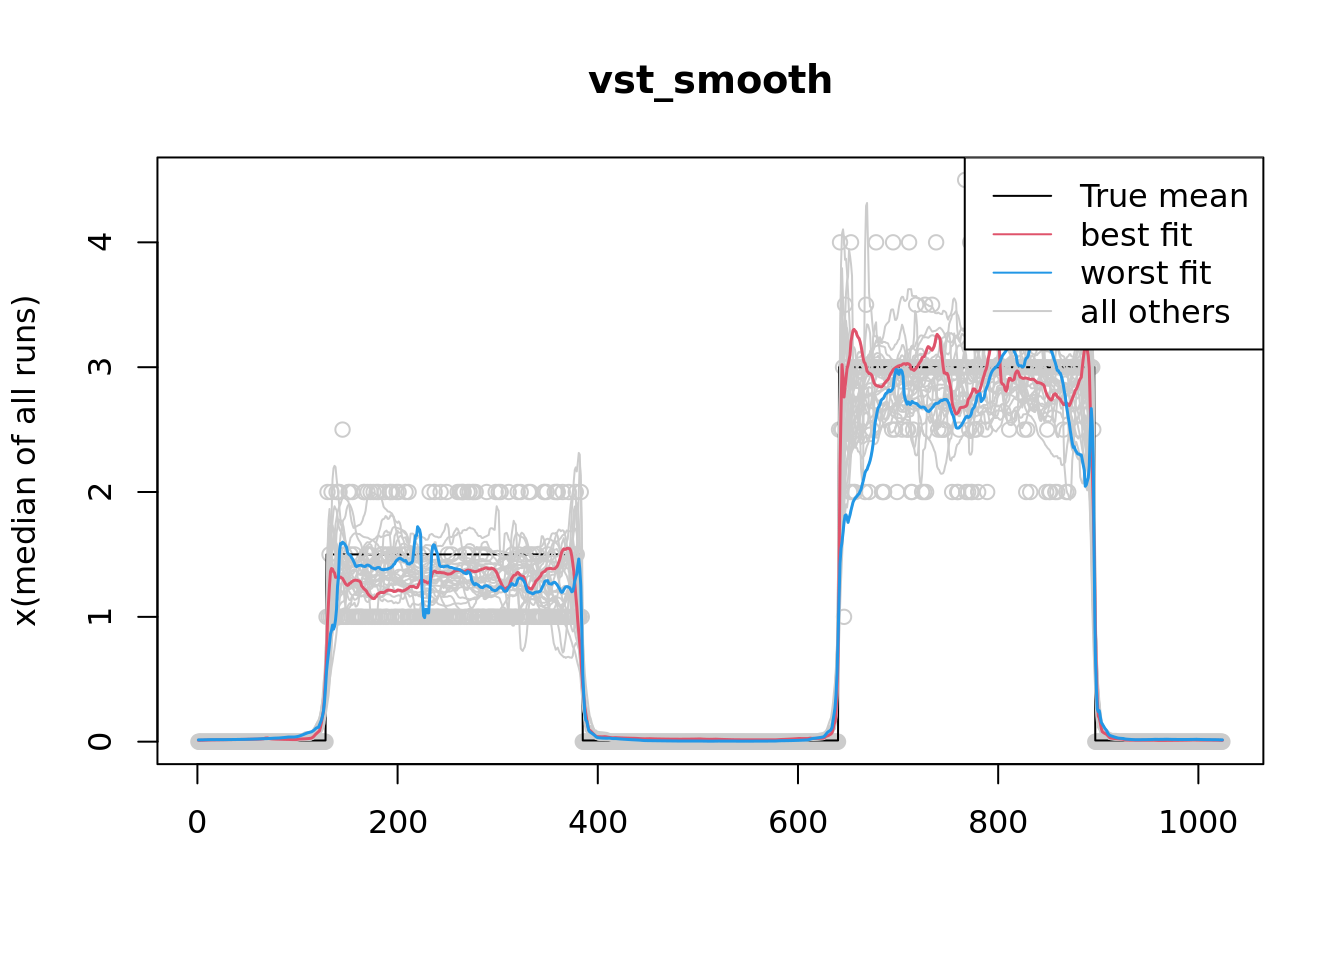 vst_smooth
x(median of all runs)
4
3
2
1
0
True mean
best fit
worst fit
all others
0 200 400 600 800 1000